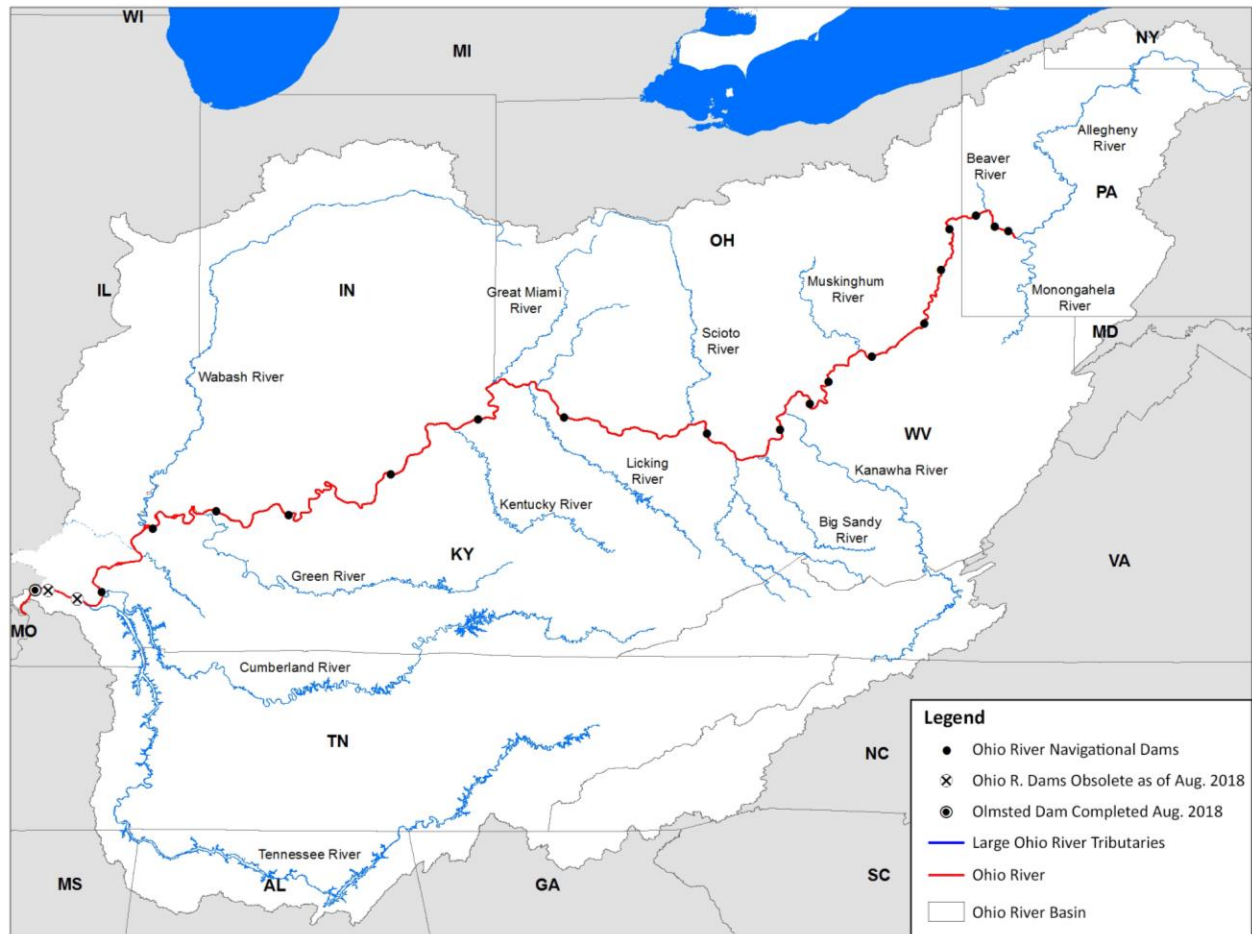 WI
MI
NY
Allegheny
River
Beaver
River
PA
OH
IL
IN
Great Miami
River
Muskinghum
River
Monongahela
River
Scioto
River
MD
Wabash River
WV
Licking
River
Kanawha River
Kentucky River
Big Sandy
River
KY
VA
Green River
MO
Cumberland River
TN
NC
Tennessee River
MS
AL
GA
SC
Legend
Ohio River Navigational Dams
Ohio R. Dams Obsolete as of Aug. 2018
Olmsted Dam Completed Aug. 2018
Large Ohio River Tributaries
Ohio River
Ohio River Basin